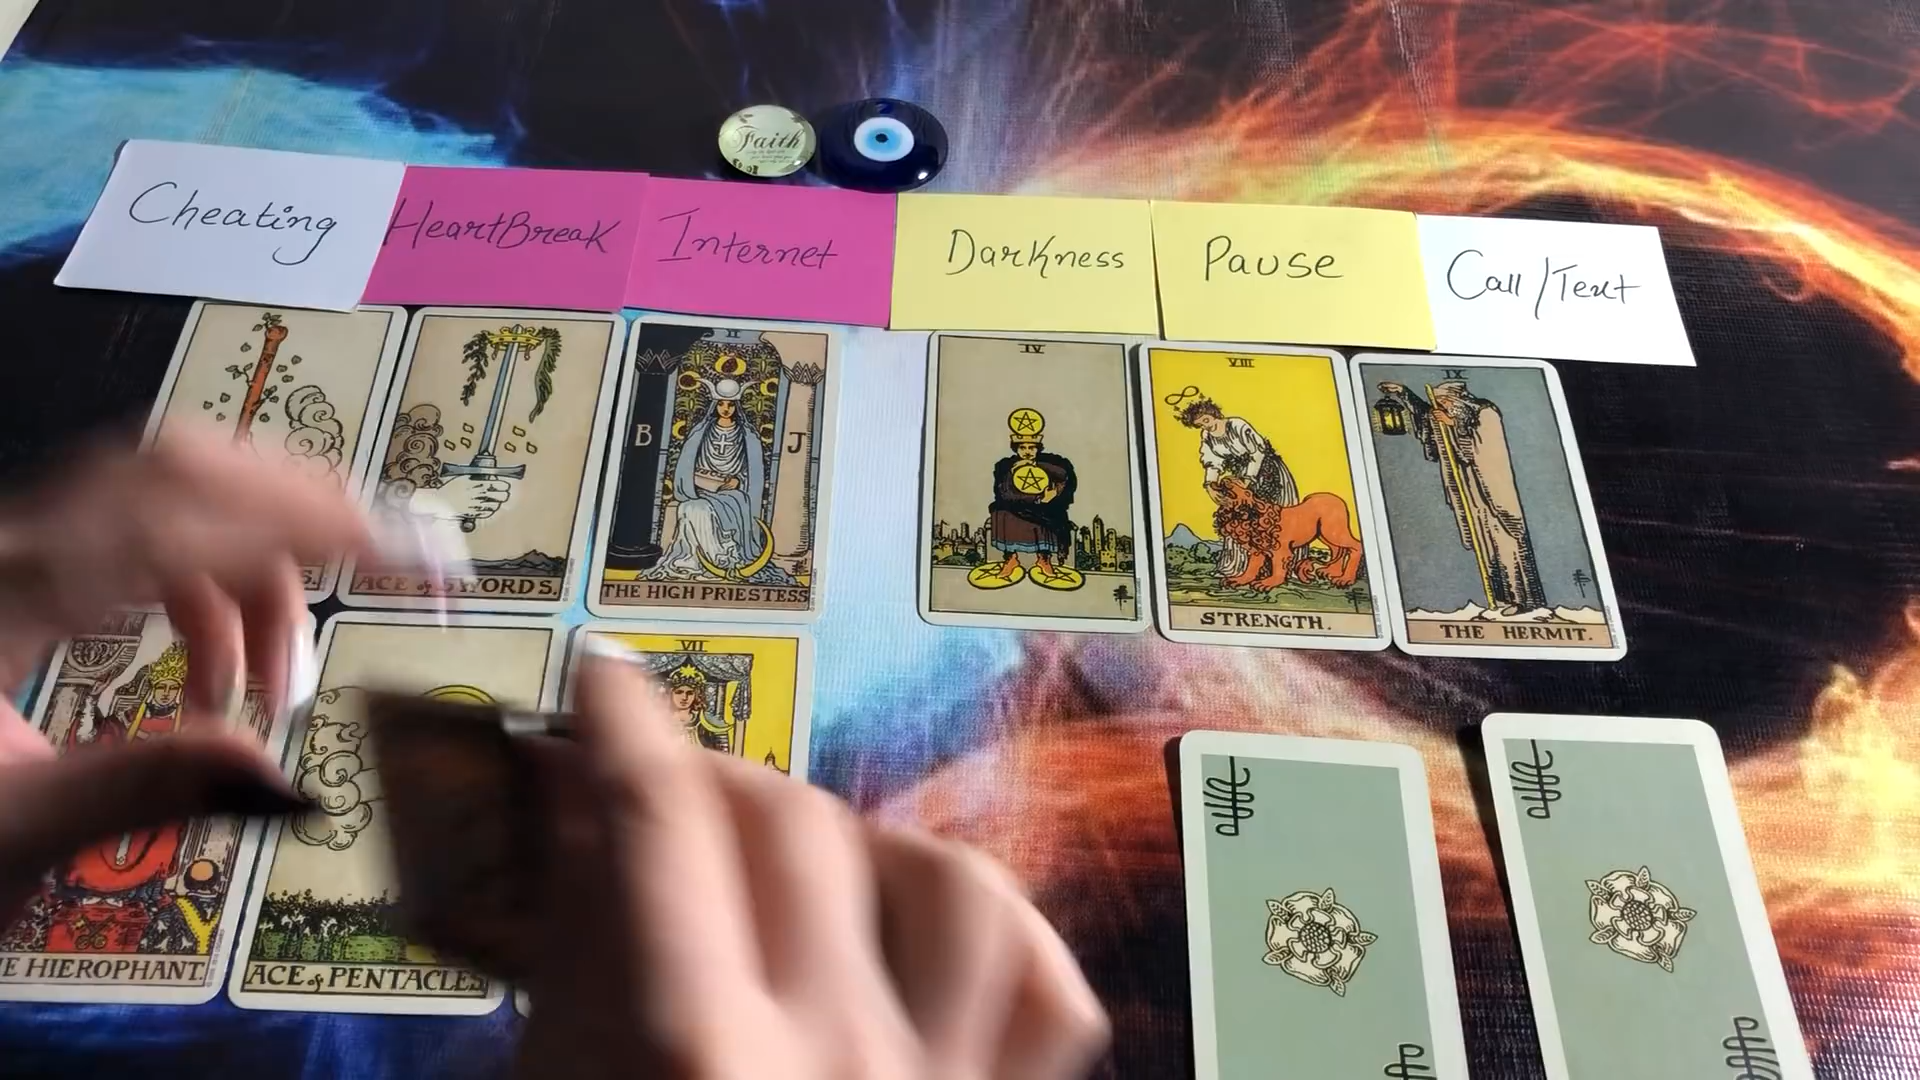 Faith
Cheating
HeartBreak
Internet
Darkness
Pause
Call/Text
II
IV
VIII
IX
B
J
S.
ACE of SWORDS.
THE HIGH PRIESTESS
STRENGTH.
THE HERMIT.
VII
E HIEROPHANT.
ACE of PENTACLES